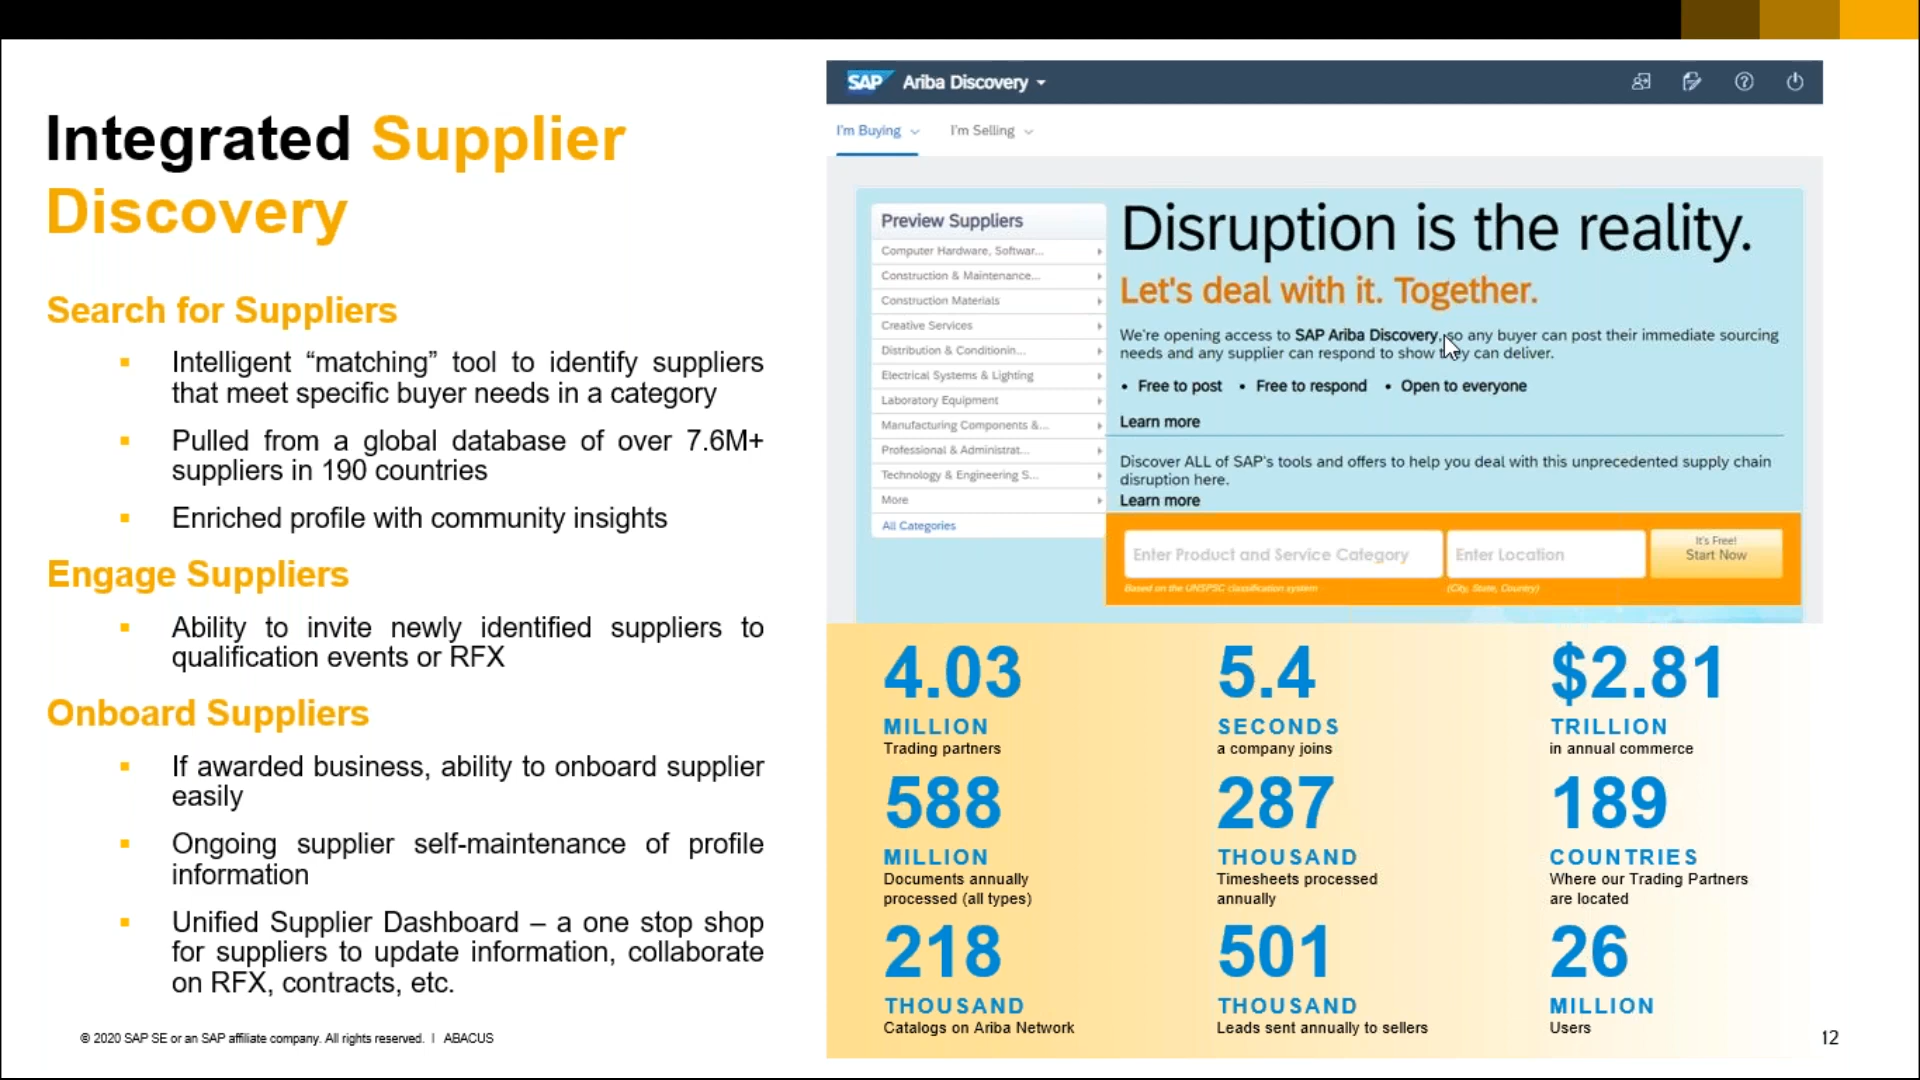 Integrated Supplier
Discovery
Search for Suppliers
▪ Intelligent “matching” tool to identify suppliers
that meet specific buyer needs in a category
▪ Pulled from a global database of over 7.6M+
suppliers in 190 countries
▪ Enriched profile with community insights
Engage Suppliers
▪ Ability to invite newly identified suppliers to
qualification events or RFX
Onboard Suppliers
▪ If awarded business, ability to onboard supplier
easily
▪ Ongoing supplier self-maintenance of profile
information
▪ Unified Supplier Dashboard – a one stop shop
for suppliers to update information, collaborate
on RFX, contracts, etc.
© 2020 SAP SE or an SAP affiliate company. All rights reserved. | ABACUS
SAP Ariba Discovery
I'm Buying I'm Selling
Preview Suppliers
Computer Hardware, Softwar...
Construction & Maintenance...
Construction Materials
Creative Services
Distribution & Conditionin...
Electrical Systems & Lighting
Laboratory Equipment
Manufacturing Components &...
Professional & Administrat...
Technology & Engineering S...
More
All Categories
Disruption is the reality.
Let's deal with it. Together.
We're opening access to SAP Ariba Discovery, so any buyer can post their immediate sourcing
needs and any supplier can respond to show they can deliver.
• Free to post • Free to respond • Open to everyone
Learn more
Discover ALL of SAP's tools and offers to help you deal with this unprecedented supply chain
disruption here.
Learn more
Enter Product and Service Category
Based on the UNSPSC classification system
Enter Location
(City, State, Country)
It's Free!
Start Now
4.03
MILLION
Trading partners
5.4
SECONDS
a company joins
$2.81
TRILLION
in annual commerce
588
MILLION
Documents annually
processed (all types)
287
THOUSAND
Timesheets processed
annually
189
COUNTRIES
Where our Trading Partners
are located
218
THOUSAND
Catalogs on Ariba Network
501
THOUSAND
Leads sent annually to sellers
26
MILLION
Users
12